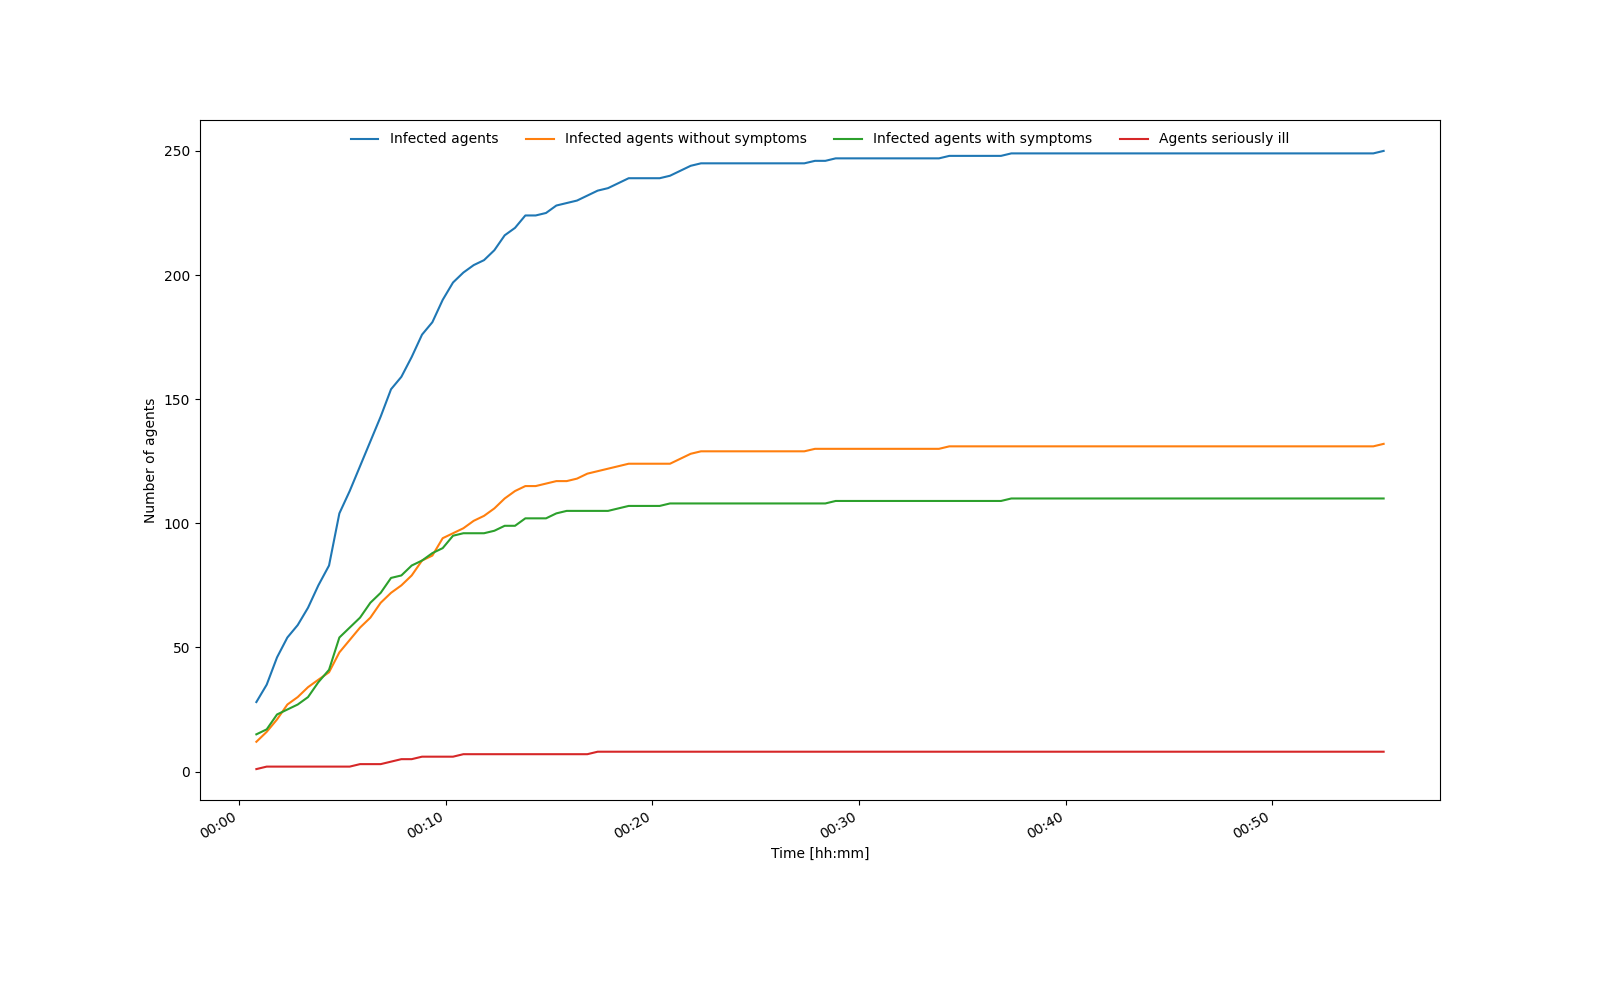 Infected agents Infected agents without symptoms Infected agents with symptoms Agents seriously ill
250
200
150
100
50
0
Number of agents
00:00 00:10 00:20 00:30 00:40 00:50
Time [hh:mm]